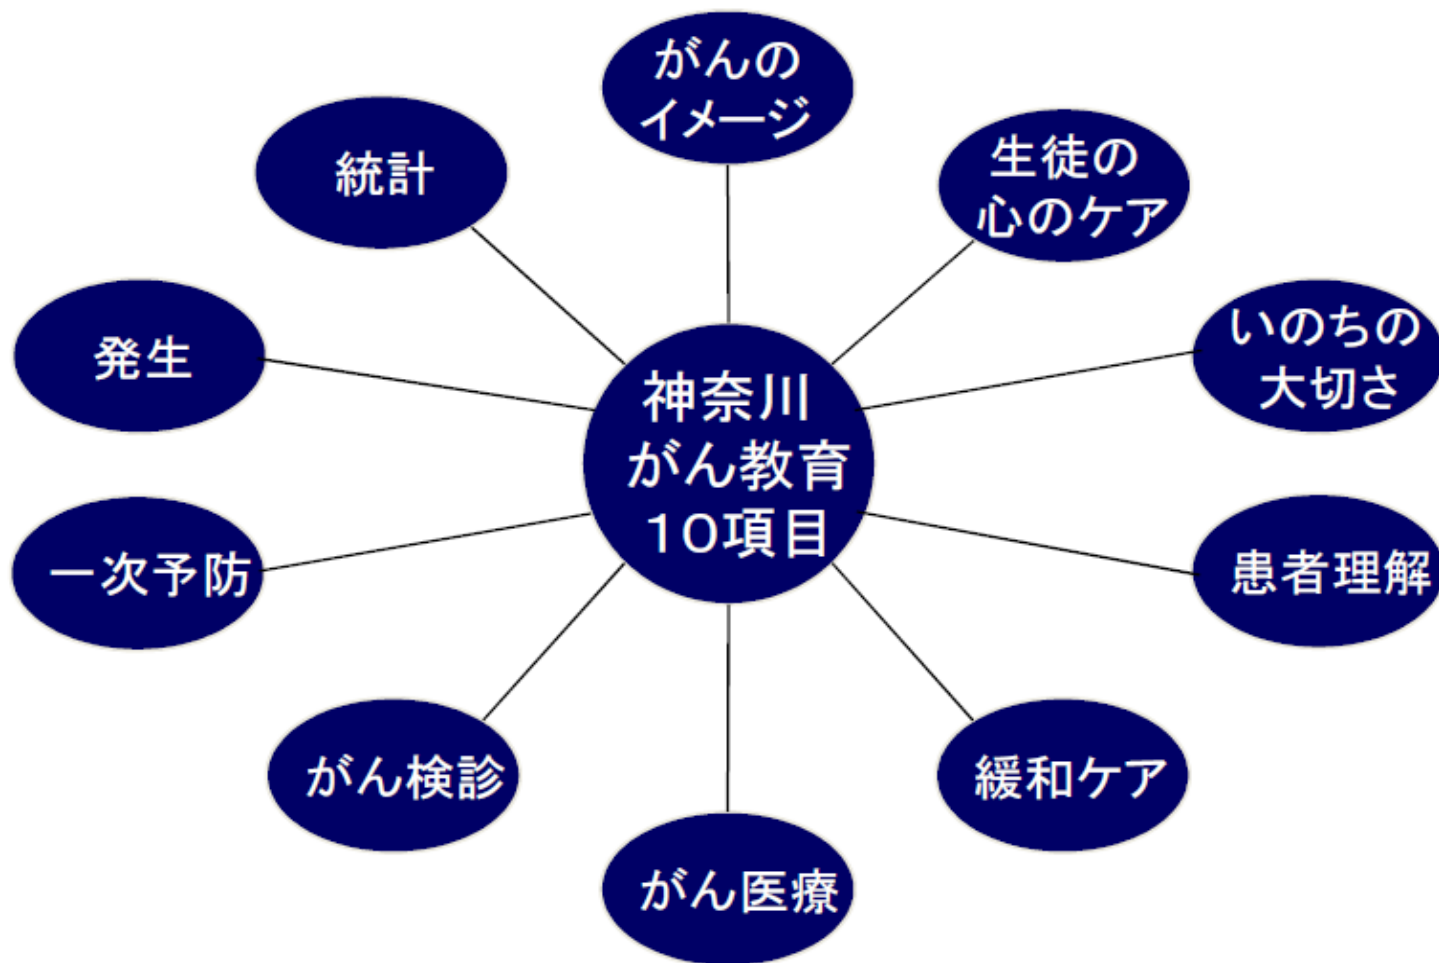 がんの
イメージ
生徒の
心のケア
統計
いのちの
大切さ
発生
神奈川
がん教育
１０項目
一次予防
患者理解
がん検診
緩和ケア
がん医療